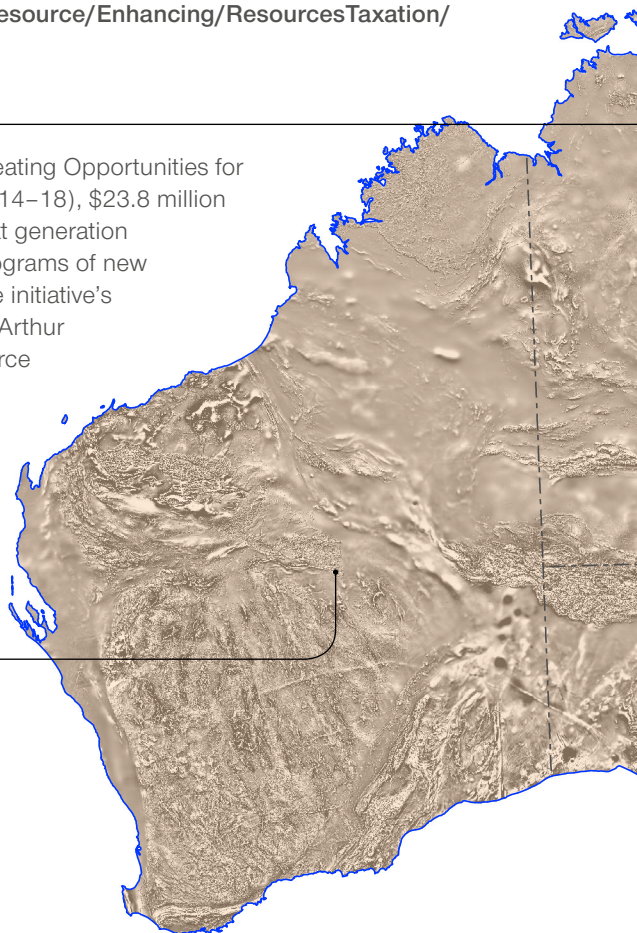 esource/Enhancing/ResourcesTaxation/
eating Opportunities for
14–18), $23.8 million
t generation
ograms of new
e initiative's
Arthur
rce